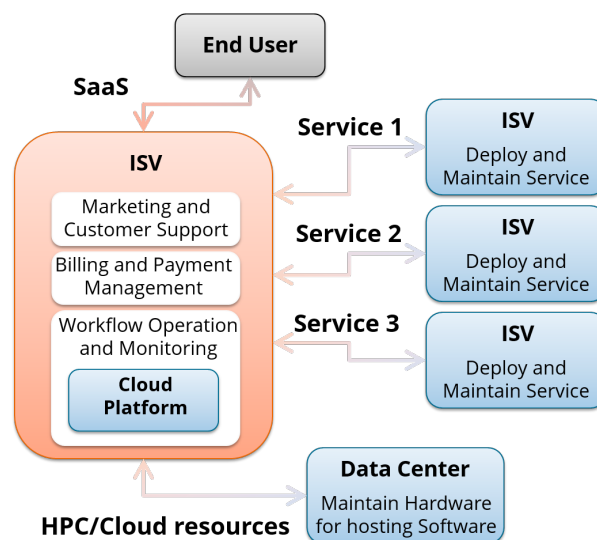 End User
SaaS
ISV
Marketing and
Customer Support
Billing and Payment
Management
Workflow Operation
and Monitoring
Cloud
Platform
Service 1
ISV
Deploy and
Maintain Service
Service 2
ISV
Deploy and
Maintain Service
Service 3
ISV
Deploy and
Maintain Service
Data Center
Maintain Hardware
for hosting Software
HPC/Cloud resources